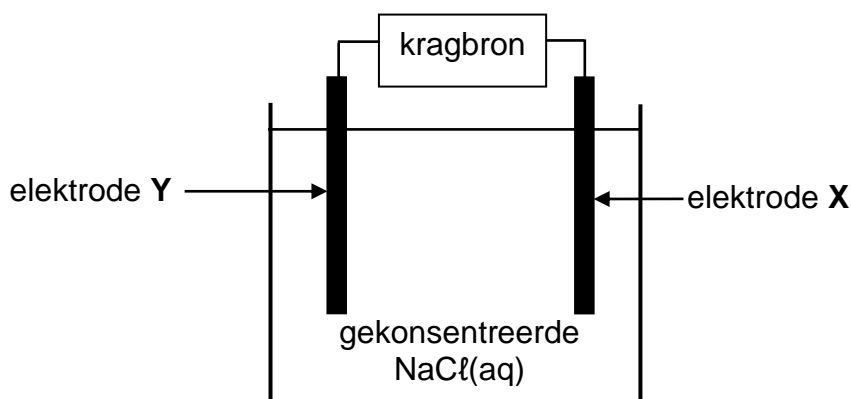 kragbron
elektrode Y
elektrode X
gekonsentreerde
NaCℓ(aq)